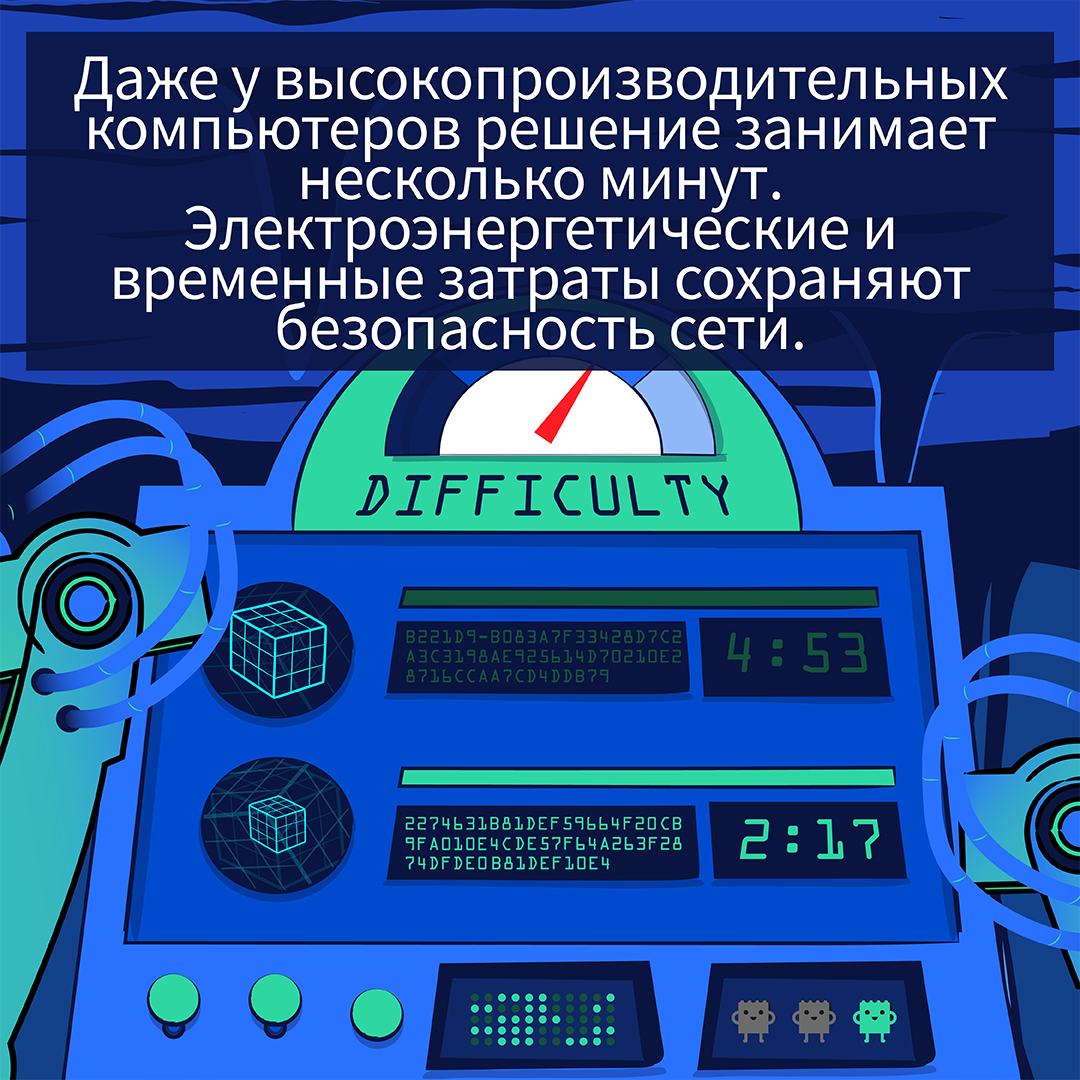 Даже у высокопроизводительных
компьютеров решение занимает
несколько минут.
Электроэнергетические и
временные затраты сохраняют
безопасность сети.
DIFFICULTY
B221D9-B083A7F33428D7C2
A3C3198AE925614D70210E2
8716CCAA7CD4DDB79
4:53
2274631B81DEF59664F20CB
9FA010E4CDE57F64A263F28
74DFDE0B81DEF10E4
2:17